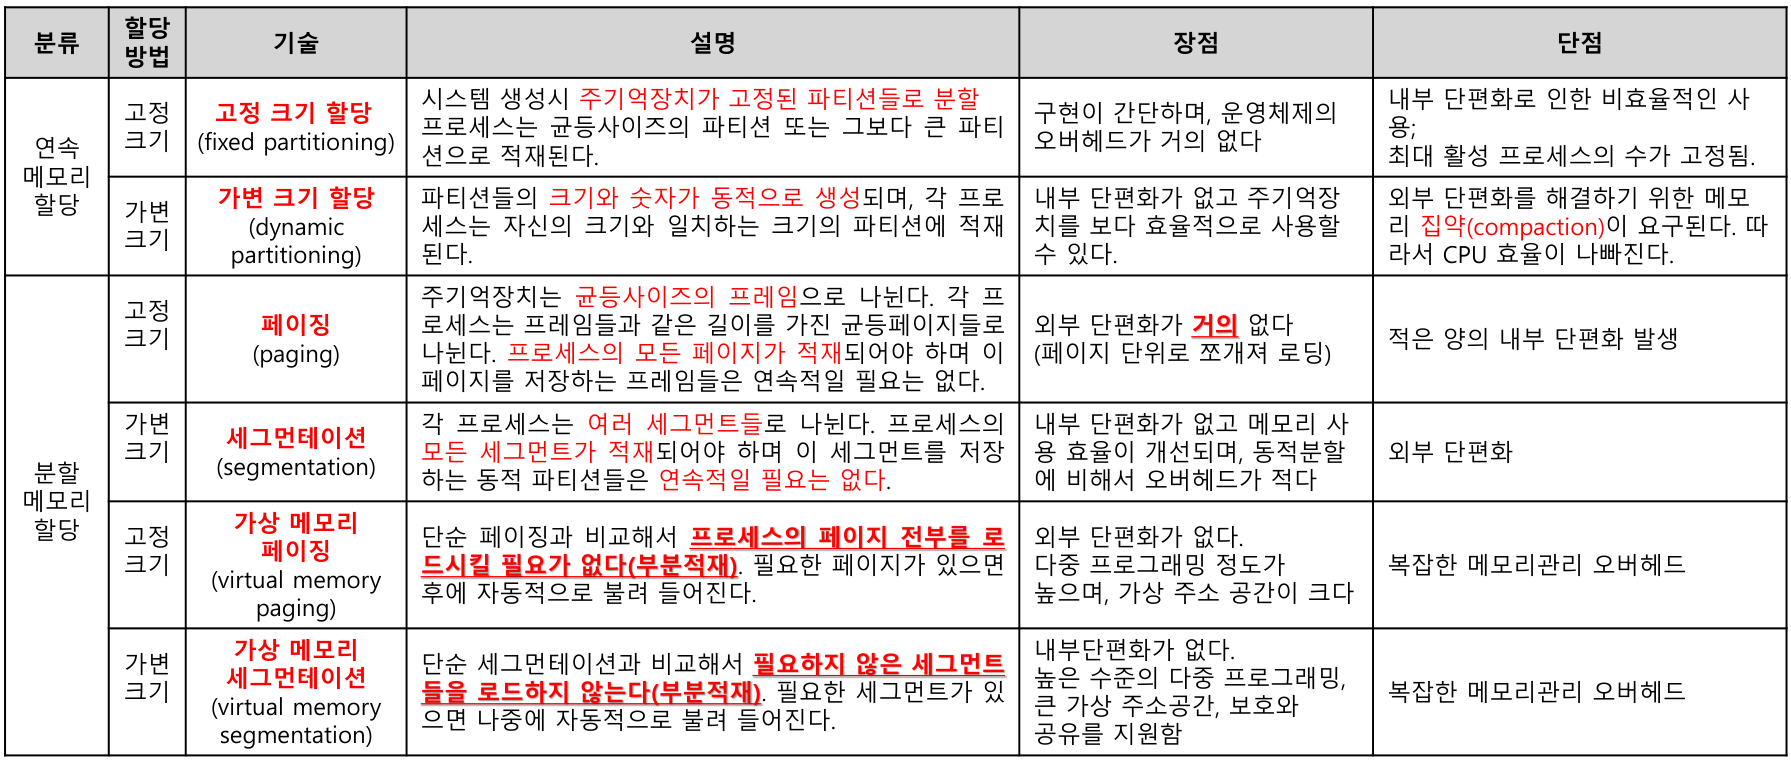 분류
할당
방법
기술
설명
장점
단점
연속
메모리
할당
고정
크기
고정 크기 할당
(fixed partitioning)
시스템 생성시 주기억장치가 고정된 파티션들로 분할
프로세스는 균등사이즈의 파티션 또는 그보다 큰 파티
션으로 적재된다.
구현이 간단하며, 운영체제의
오버헤드가 거의 없다
내부 단편화로 인한 비효율적인 사
용;
최대 활성 프로세스의 수가 고정됨.
가변
크기
가변 크기 할당
(dynamic
partitioning)
파티션들의 크기와 숫자가 동적으로 생성되며, 각 프로
세스는 자신의 크기와 일치하는 크기의 파티션에 적재
된다.
내부 단편화가 없고 주기억장
치를 보다 효율적으로 사용할
수 있다.
외부 단편화를 해결하기 위한 메모
리 집약(compaction)이 요구된다. 따
라서 CPU 효율이 나빠진다.
분할
메모리
할당
고정
크기
페이징
(paging)
주기억장치는 균등사이즈의 프레임으로 나뉜다. 각 프
로세스는 프레임들과 같은 길이를 가진 균등페이지들로
나뉜다. 프로세스의 모든 페이지가 적재되어야 하며 이
페이지를 저장하는 프레임들은 연속적일 필요는 없다.
외부 단편화가 거의 없다
(페이지 단위로 쪼개져 로딩)
적은 양의 내부 단편화 발생
가변
크기
세그먼테이션
(segmentation)
각 프로세스는 여러 세그먼트들로 나뉜다. 프로세스의
모든 세그먼트가 적재되어야 하며 이 세그먼트를 저장
하는 동적 파티션들은 연속적일 필요는 없다.
내부 단편화가 없고 메모리 사
용 효율이 개선되며, 동적분할
에 비해서 오버헤드가 적다
외부 단편화
고정
크기
가상 메모리
페이징
(virtual memory
paging)
단순 페이징과 비교해서 프로세스의 페이지 전부를 로
드시킬 필요가 없다(부분적재). 필요한 페이지가 있으면
후에 자동적으로 불려 들어진다.
외부 단편화가 없다.
다중 프로그래밍 정도가
높으며, 가상 주소 공간이 크다
복잡한 메모리관리 오버헤드
가변
크기
가상 메모리
세그먼테이션
(virtual memory
segmentation)
단순 세그먼테이션과 비교해서 필요하지 않은 세그먼트
들을 로드하지 않는다(부분적재). 필요한 세그먼트가 있
으면 나중에 자동적으로 불려 들어진다.
내부단편화가 없다.
높은 수준의 다중 프로그래밍,
큰 가상 주소공간, 보호와
공유를 지원함
복잡한 메모리관리 오버헤드